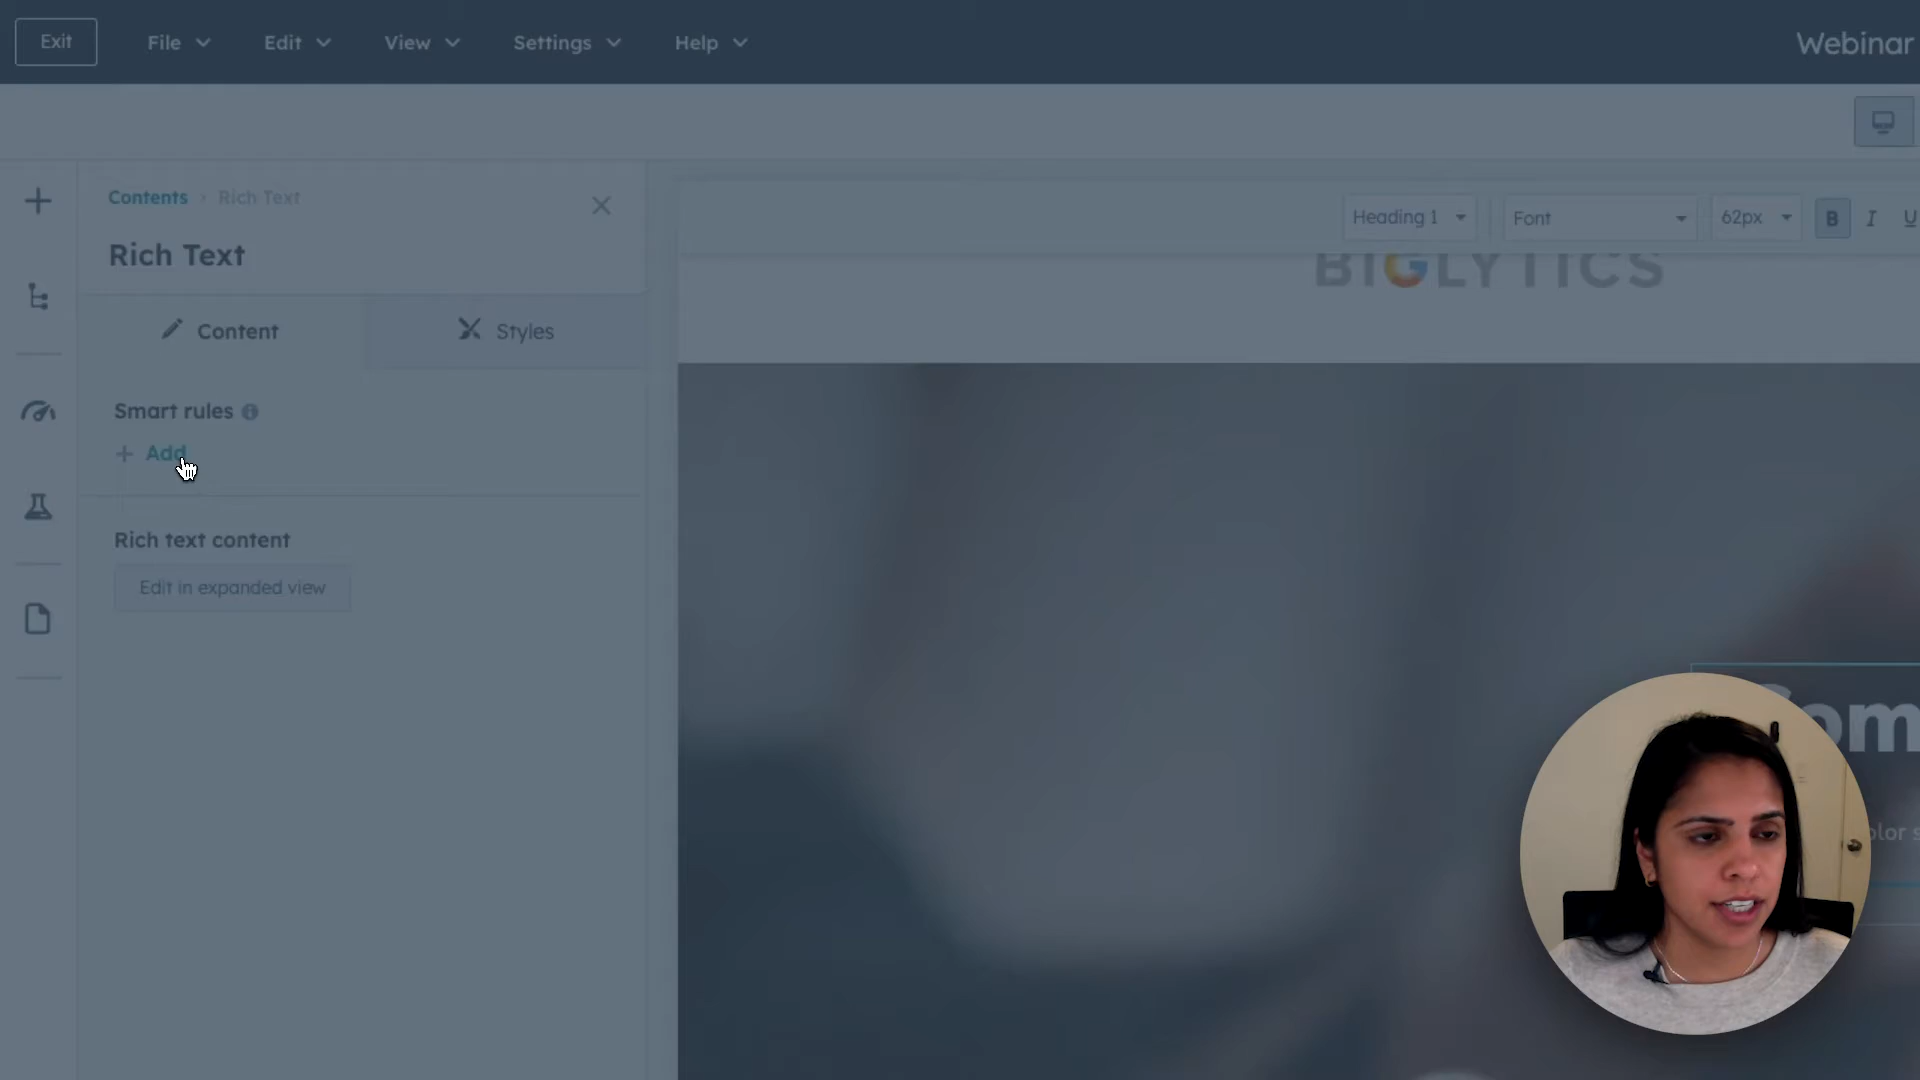 Exit File Edit View Settings Help Webinar
Contents › Rich Text
Rich Text
Heading 1 Font 62px B I U
BIGLYTICS
Content Styles
Smart rules
+ Add
Rich text content
Edit in expanded view